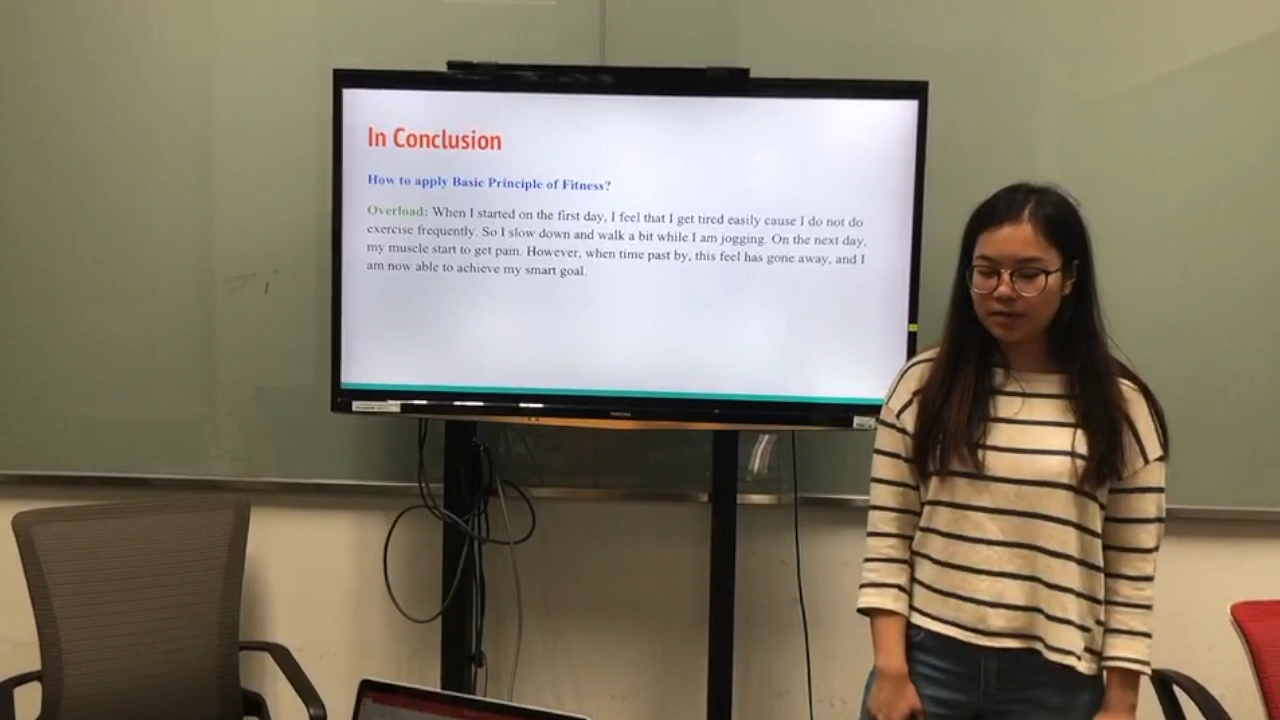 In Conclusion
How to apply Basic Principle of Fitness?
Overload: When I started on the first day, I feel that I get tired easily cause I do not do
exercise frequently. So I slow down and walk a bit while I am jogging. On the next day,
my muscle start to get pain. However, when time past by, this feel has gone away, and I
am now able to achieve my smart goal.